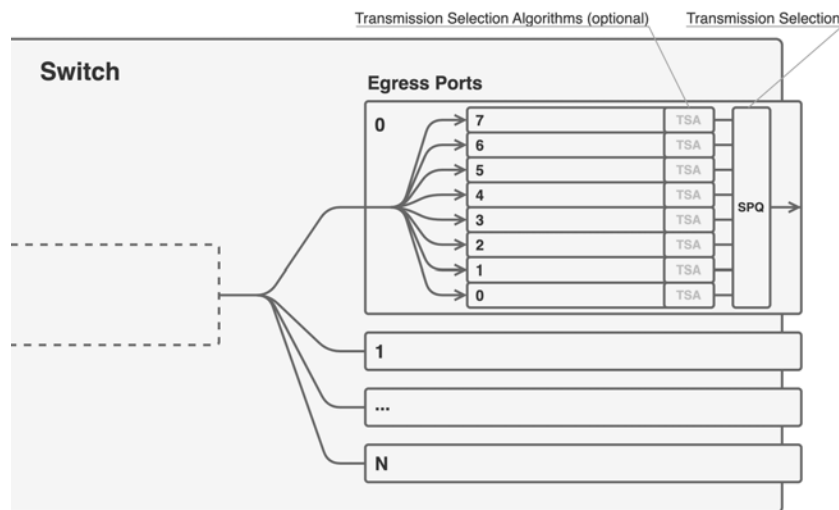 Transmission Selection Algorithms (optional)
Transmission Selection
Switch
Egress Ports
0
7 TSA
6 TSA
5 TSA
4 TSA
3 TSA
2 TSA
1 TSA
0 TSA
SPQ
1
...
N